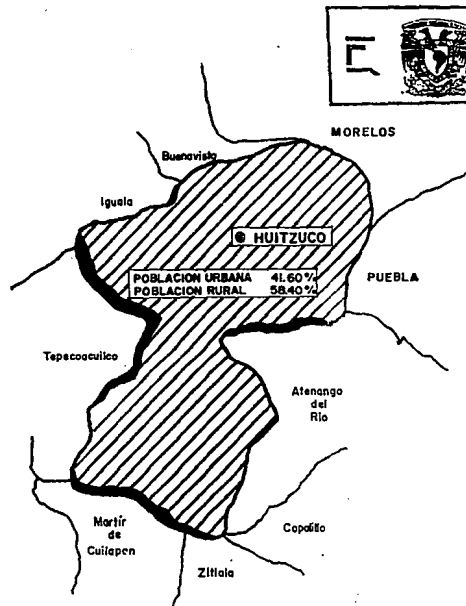 MORELOS
Buenavista
Iguala
HUITZUCO
POBLACION URBANA 41.60%
POBLACION RURAL 58.40%
PUEBLA
Tepecoacuilco
Atenango
del
Rio
Martír
de
Cuilapan
Copalillo
Zitlala